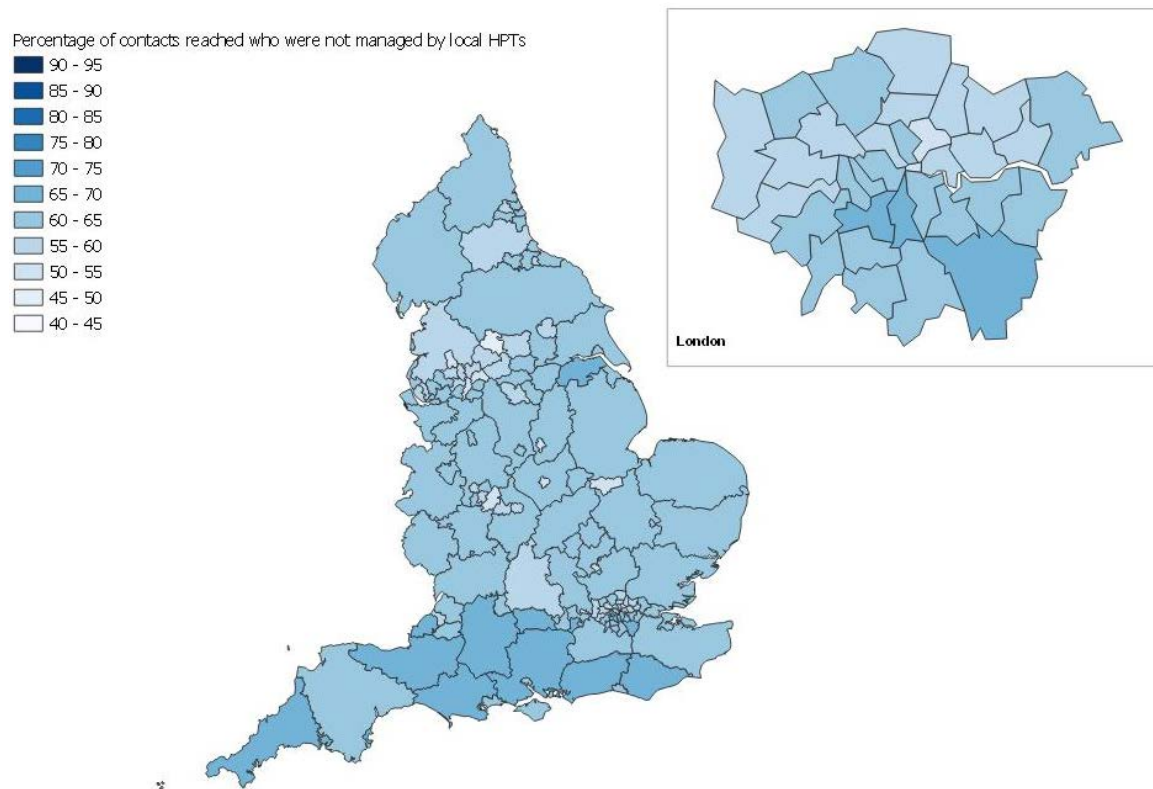 Percentage of contacts reached who were not managed by local HPTs
90 - 95
85 - 90
80 - 85
75 - 80
70 - 75
65 - 70
60 - 65
55 - 60
50 - 55
45 - 50
40 - 45
London